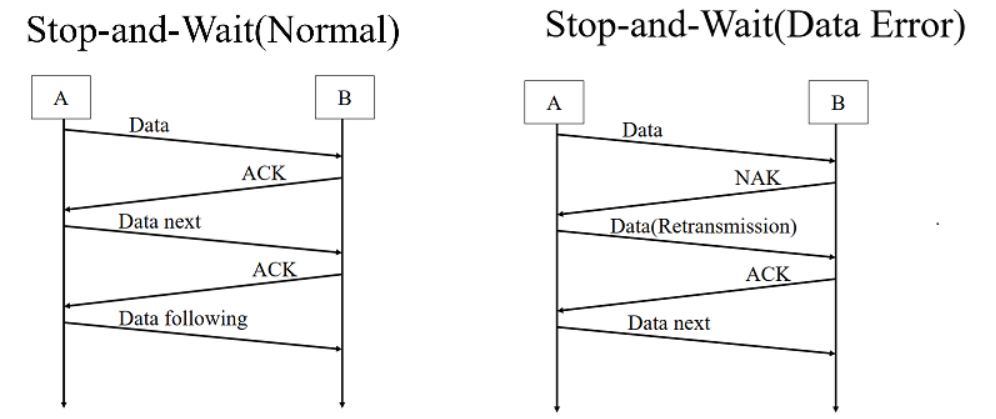 Stop-and-Wait(Normal)
A
B
Data
ACK
Data next
ACK
Data following
Stop-and-Wait(Data Error)
A
B
Data
NAK
Data(Retransmission)
ACK
Data next